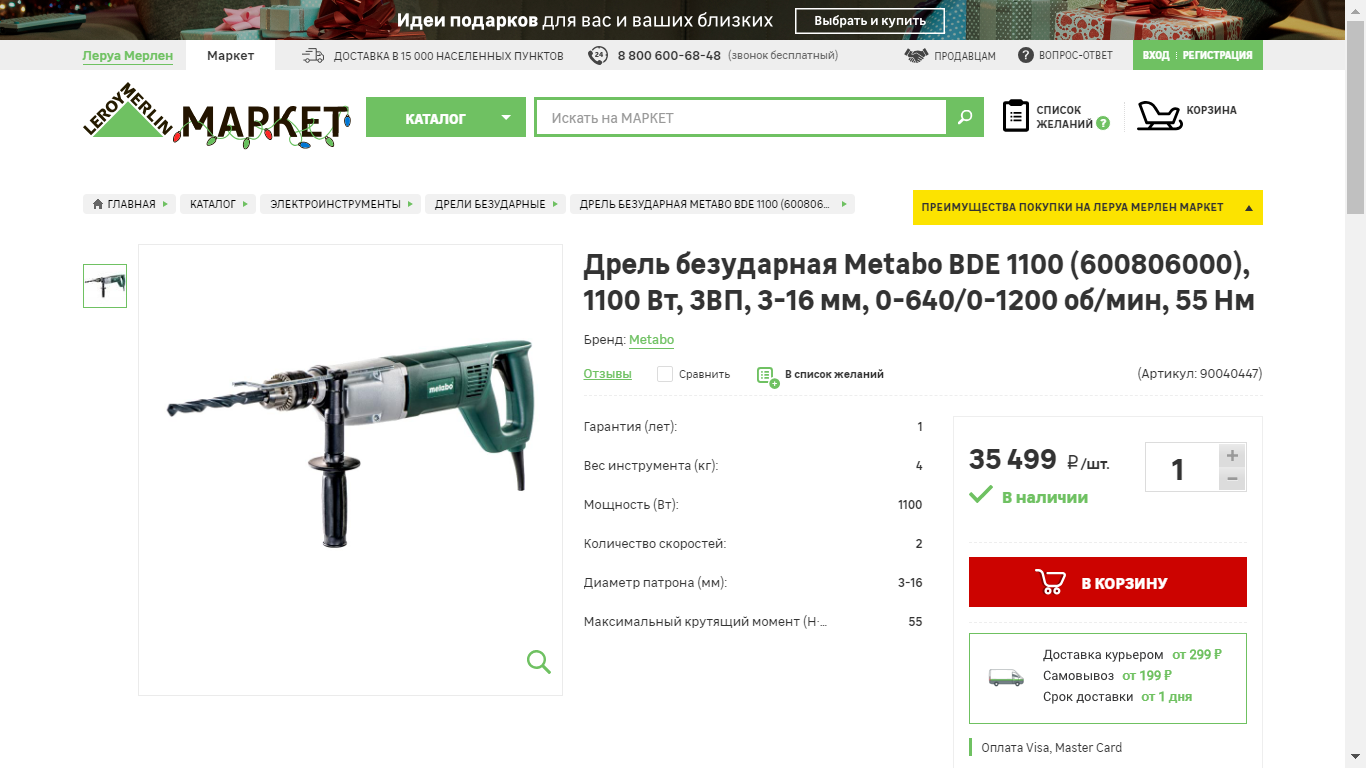 Идеи подарков для вас и ваших близких
Выбрать и купить
Леруа Мерлен
Маркет
ДОСТАВКА В 15 000 НАСЕЛЕННЫХ ПУНКТОВ
24
8 800 600-68-48 (звонок бесплатный)
ПРОДАВЦАМ
? ВОПРОС-ОТВЕТ
ВХОД
РЕГИСТРАЦИЯ
LEROY MERLIN
МАРКЕТ
КАТАЛОГ
Искать на МАРКЕТ
СПИСОК
ЖЕЛАНИЙ ?
КОРЗИНА
ГЛАВНАЯ
КАТАЛОГ
ЭЛЕКТРОИНСТРУМЕНТЫ
ДРЕЛИ БЕЗУДАРНЫЕ
ДРЕЛЬ БЕЗУДАРНАЯ METABO BDE 1100 (600806...
ПРЕИМУЩЕСТВА ПОКУПКИ НА ЛЕРУА МЕРЛЕН МАРКЕТ
metabo
Дрель безударная Metabo BDE 1100 (600806000),
1100 Вт, ЗВП, 3-16 мм, 0-640/0-1200 об/мин, 55 Нм
Бренд: Metabo
Отзывы
Сравнить
В список желаний
(Артикул: 90040447)
Гарантия (лет): 1
Вес инструмента (кг): 4
Мощность (Вт): 1100
Количество скоростей: 2
Диаметр патрона (мм): 3-16
Максимальный крутящий момент (Н·... 55
35 499 ₽/шт.
1
+
−
В наличии
В КОРЗИНУ
Доставка курьером от 299 ₽
Самовывоз от 199 ₽
Срок доставки от 1 дня
Оплата Visa, Master Card